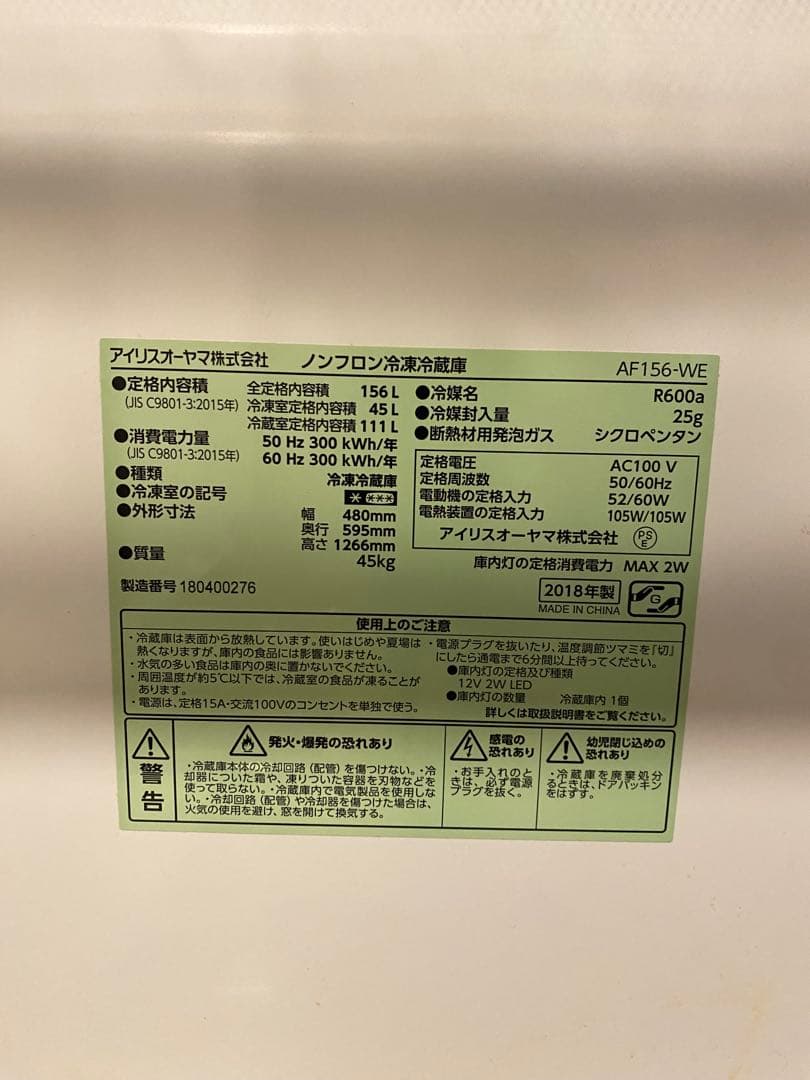 アイリスオーヤマ株式会社 ノンフロン冷凍冷蔵庫 AF156-WE
●定格内容積 全定格内容積 156L
(JIS C9801-3:2015年) 冷凍室定格内容積 45L
冷蔵室定格内容積 111L
●消費電力量 50 Hz 300 kWh/年
(JIS C9801-3:2015年) 60 Hz 300 kWh/年
●種類 冷凍冷蔵庫
●冷凍室の記号
●外形寸法 幅 480mm
奥行 595mm
高さ 1266mm
●質量 45kg
製造番号 180400276
●冷媒名 R600a
●冷媒封入量 25g
●断熱材用発泡ガス シクロペンタン
定格電圧 AC100 V
定格周波数 50/60Hz
電動機の定格入力 52/60W
電熱装置の定格入力 105W/105W
アイリスオーヤマ株式会社 PSE
庫内灯の定格消費電力 MAX 2W
2018年製
MADE IN CHINA
G
使用上のご注意
・冷蔵庫は表面から放熱しています。使いはじめや夏場は
熱くなりますが、庫内の食品には影響ありません。
・水気の多い食品は庫内の奥に置かないでください。
・周囲温度が約5℃以下では、冷蔵室の食品が凍ることが
あります。
・電源は、定格15A・交流100Vのコンセントを単独で使う。
・電源プラグを抜いたり、温度調節ツマミを「切」
にしたら通電まで6分間以上待ってください。
●庫内灯の定格及び種類
12V 2W LED
●庫内灯の数量 冷蔵庫内 1個
詳しくは取扱説明書をご覧ください。
警告
発火・爆発の恐れあり
・冷蔵庫本体の冷却回路(配管)を傷つけない。・冷
却器についた霜や、凍りついた容器を刃物などを
使って取らない。・冷蔵庫内で電気製品を使用しな
い。・冷却回路(配管)や冷却器を傷つけた場合は、
火気の使用を避け、窓を開けて換気する。
感電の
恐れあり
・お手入れのと
きは、必ず電源
プラグを抜く。
幼児閉じ込めの
恐れあり
・冷蔵庫を廃棄処分
るときは、ドアパッキン
をはずす。